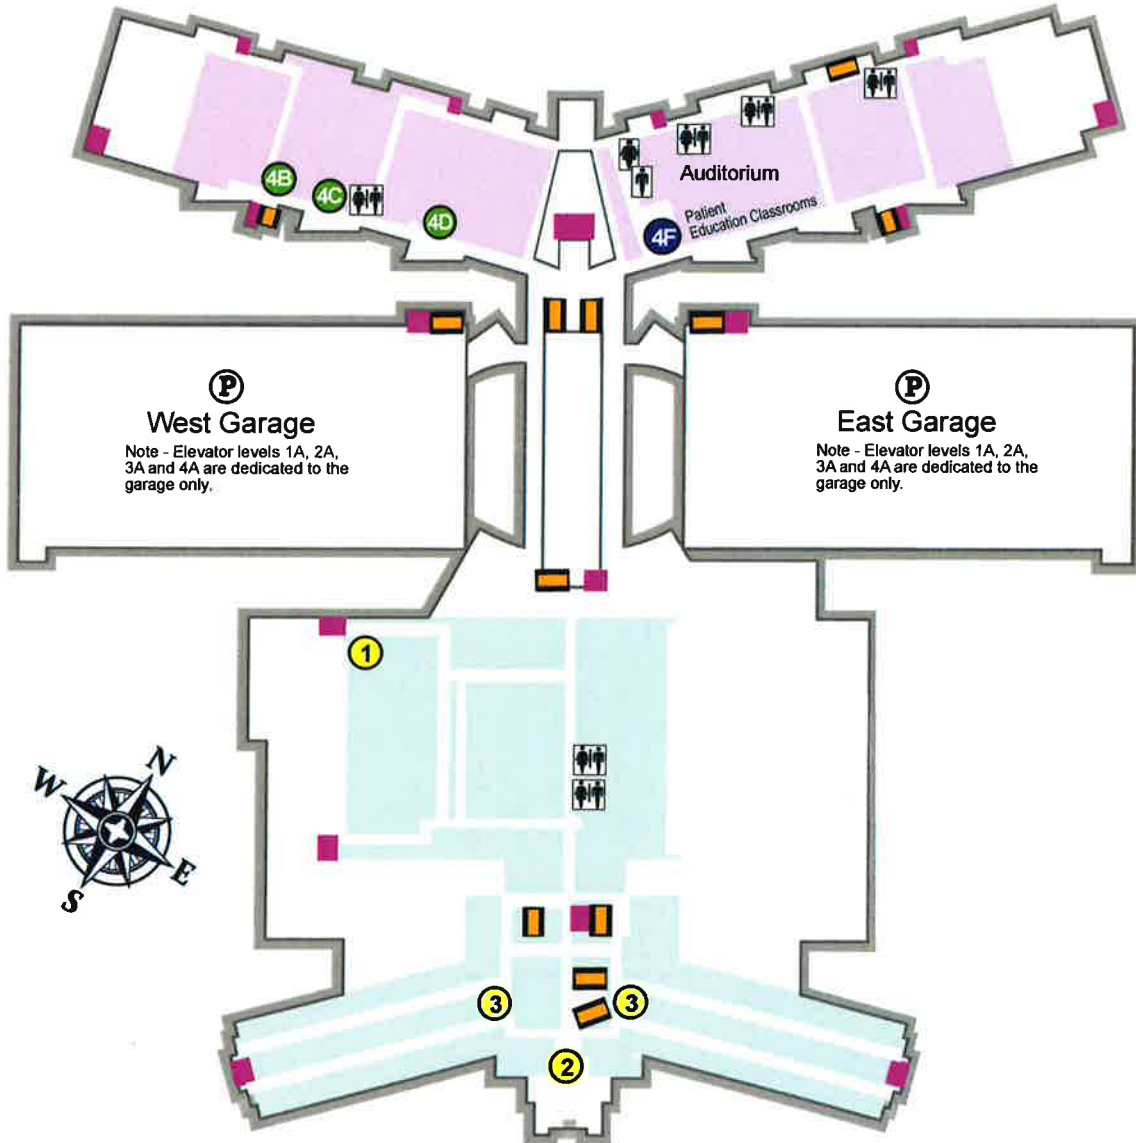 4B
4C
4D
Auditorium
4F
Patient
Education Classrooms
P
West Garage
Note - Elevator levels 1A, 2A,
3A and 4A are dedicated to the
garage only.
P
East Garage
Note - Elevator levels 1A, 2A,
3A and 4A are dedicated to the
garage only.
1
N
W
E
S
3
3
2